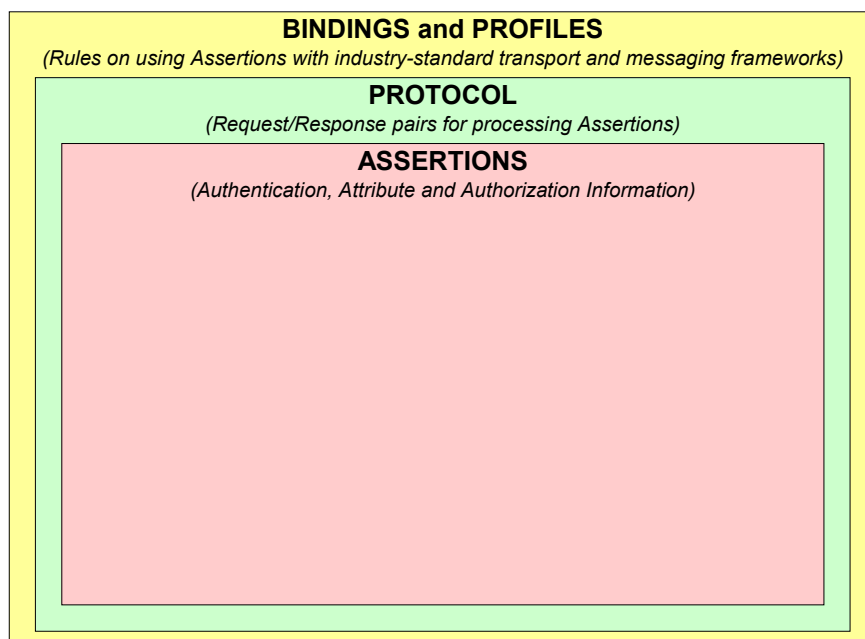 BINDINGS and PROFILES
(Rules on using Assertions with industry-standard transport and messaging frameworks)
PROTOCOL
(Request/Response pairs for processing Assertions)
ASSERTIONS
(Authentication, Attribute and Authorization Information)